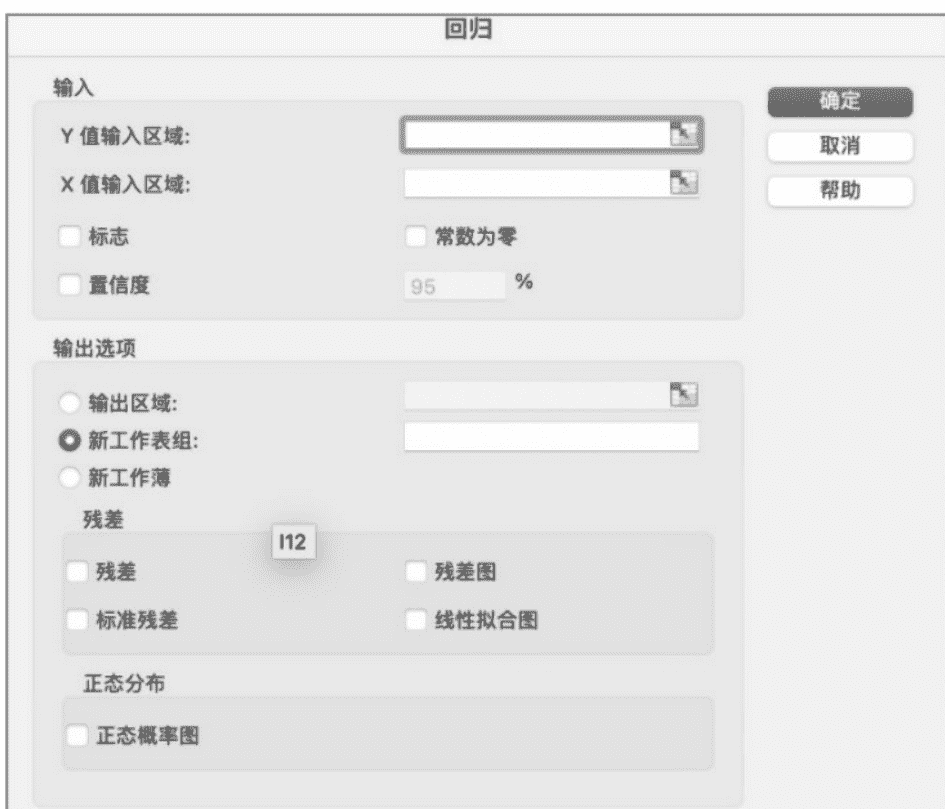 回归
输入
确定
Y 值输入区域:
取消
X 值输入区域:
帮助
标志 常数为零
置信度 95 %
输出选项
输出区域:
新工作表组:
新工作薄
残差
I12
残差 残差图
标准残差 线性拟合图
正态分布
正态概率图